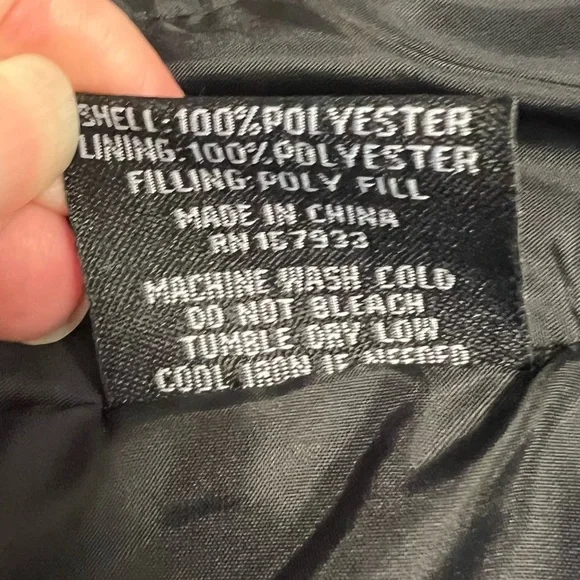 SHELL:100%POLYESTER
LINING:100%POLYESTER
FILLING:POLY FILL
MADE IN CHINA
RN157933
MACHINE WASH COLD
DO NOT BLEACH
TUMBLE DRY LOW
COOL IRON IF NEEDED